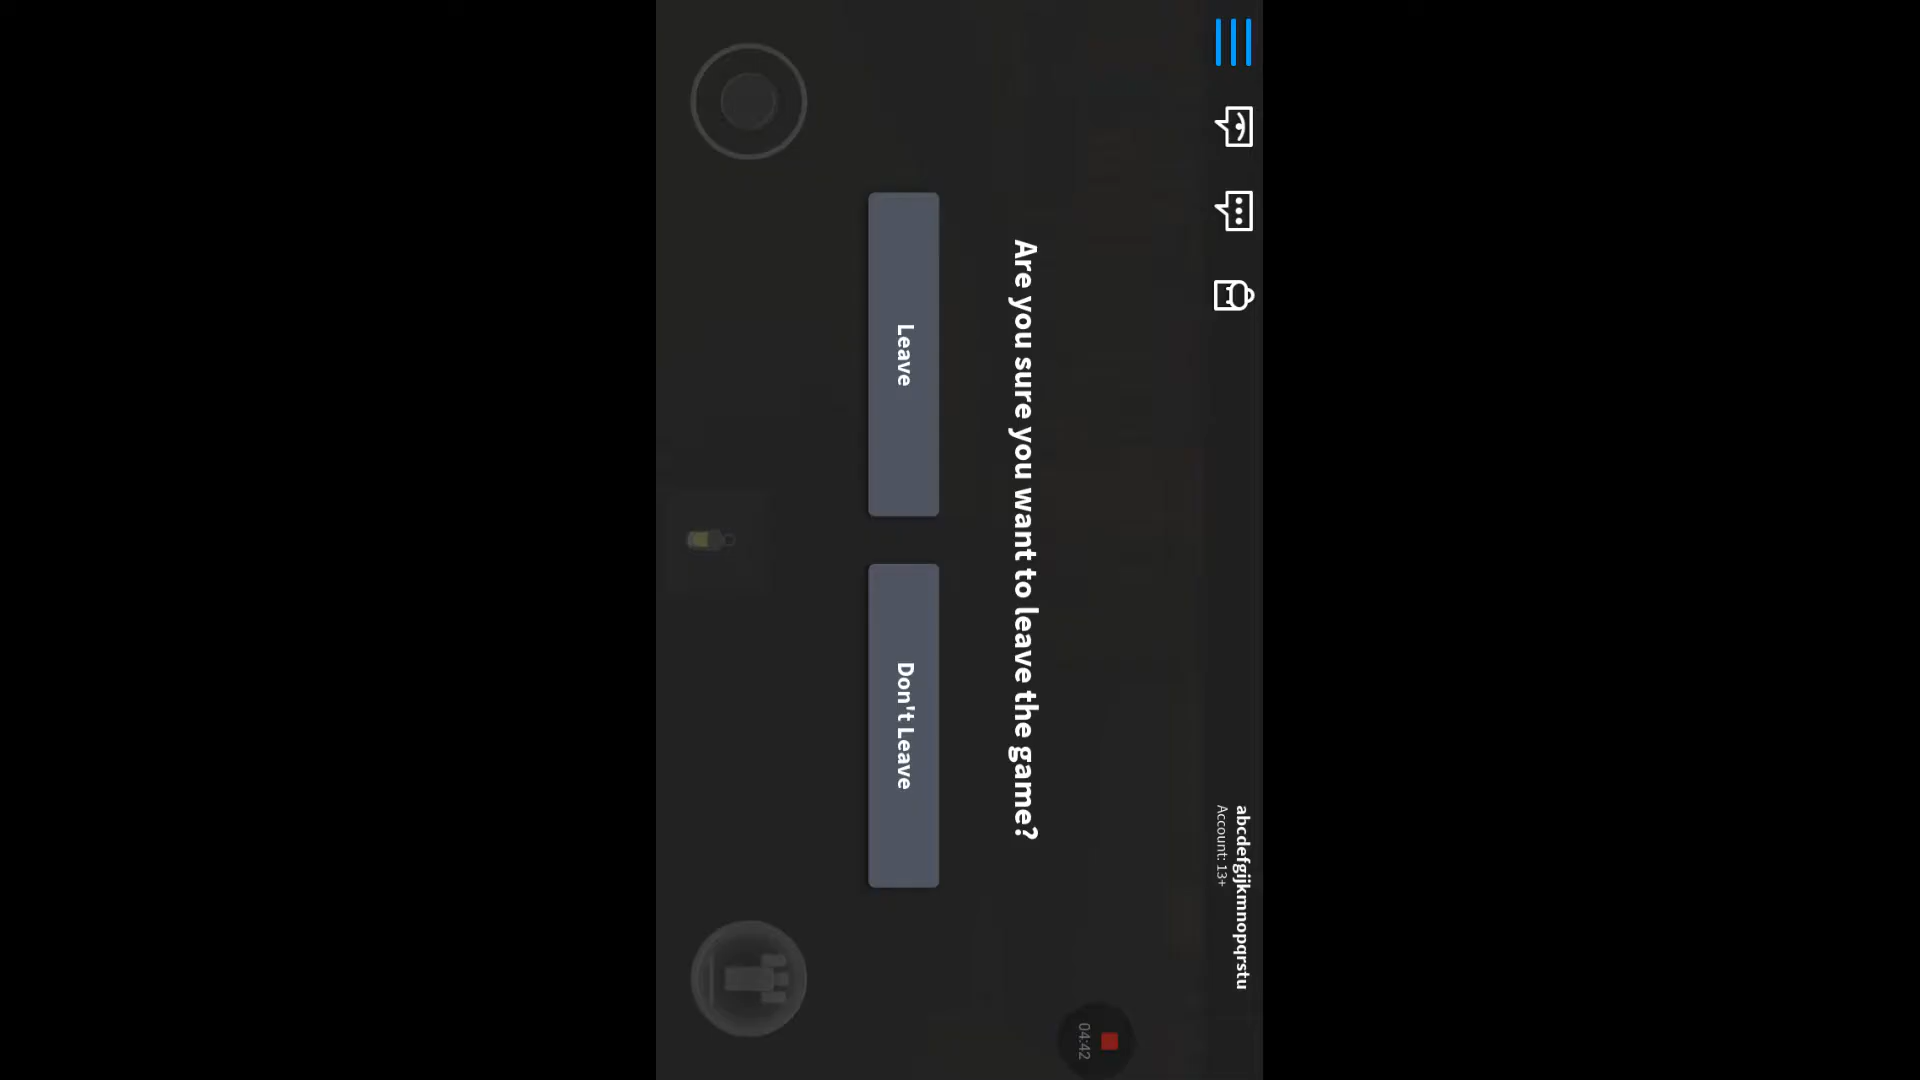 abcdefgijkmnopqrstu
Account: 13+
Are you sure you want to leave the game?
Leave
Don't Leave
04:42